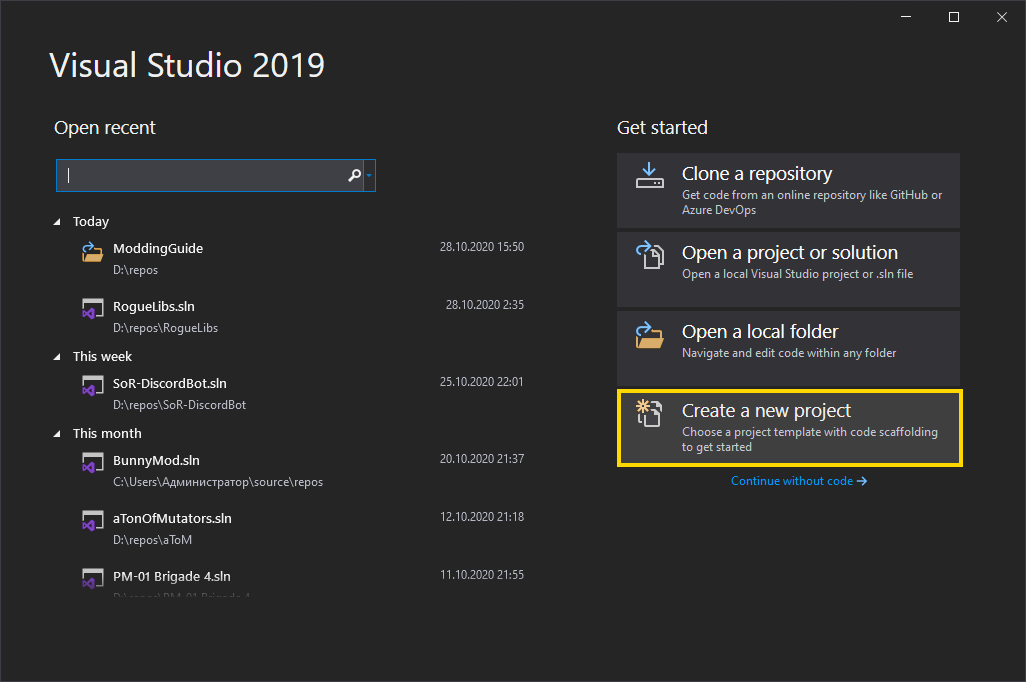 Visual Studio 2019
Open recent
Today
ModdingGuide
28.10.2020 15:50
D:\repos
RogueLibs.sln
28.10.2020 2:35
D:\repos\RogueLibs
This week
SoR-DiscordBot.sln
25.10.2020 22:01
D:\repos\SoR-DiscordBot
This month
BunnyMod.sln
20.10.2020 21:37
C:\Users\Администратор\source\repos
aTonOfMutators.sln
12.10.2020 21:18
D:\repos\aToM
PM-01 Brigade 4.sln
11.10.2020 21:55
D:\repos\PM-01 Brigade 4
Get started
Clone a repository
Get code from an online repository like GitHub or
Azure DevOps
Open a project or solution
Open a local Visual Studio project or .sln file
Open a local folder
Navigate and edit code within any folder
Create a new project
Choose a project template with code scaffolding
to get started
Continue without code →